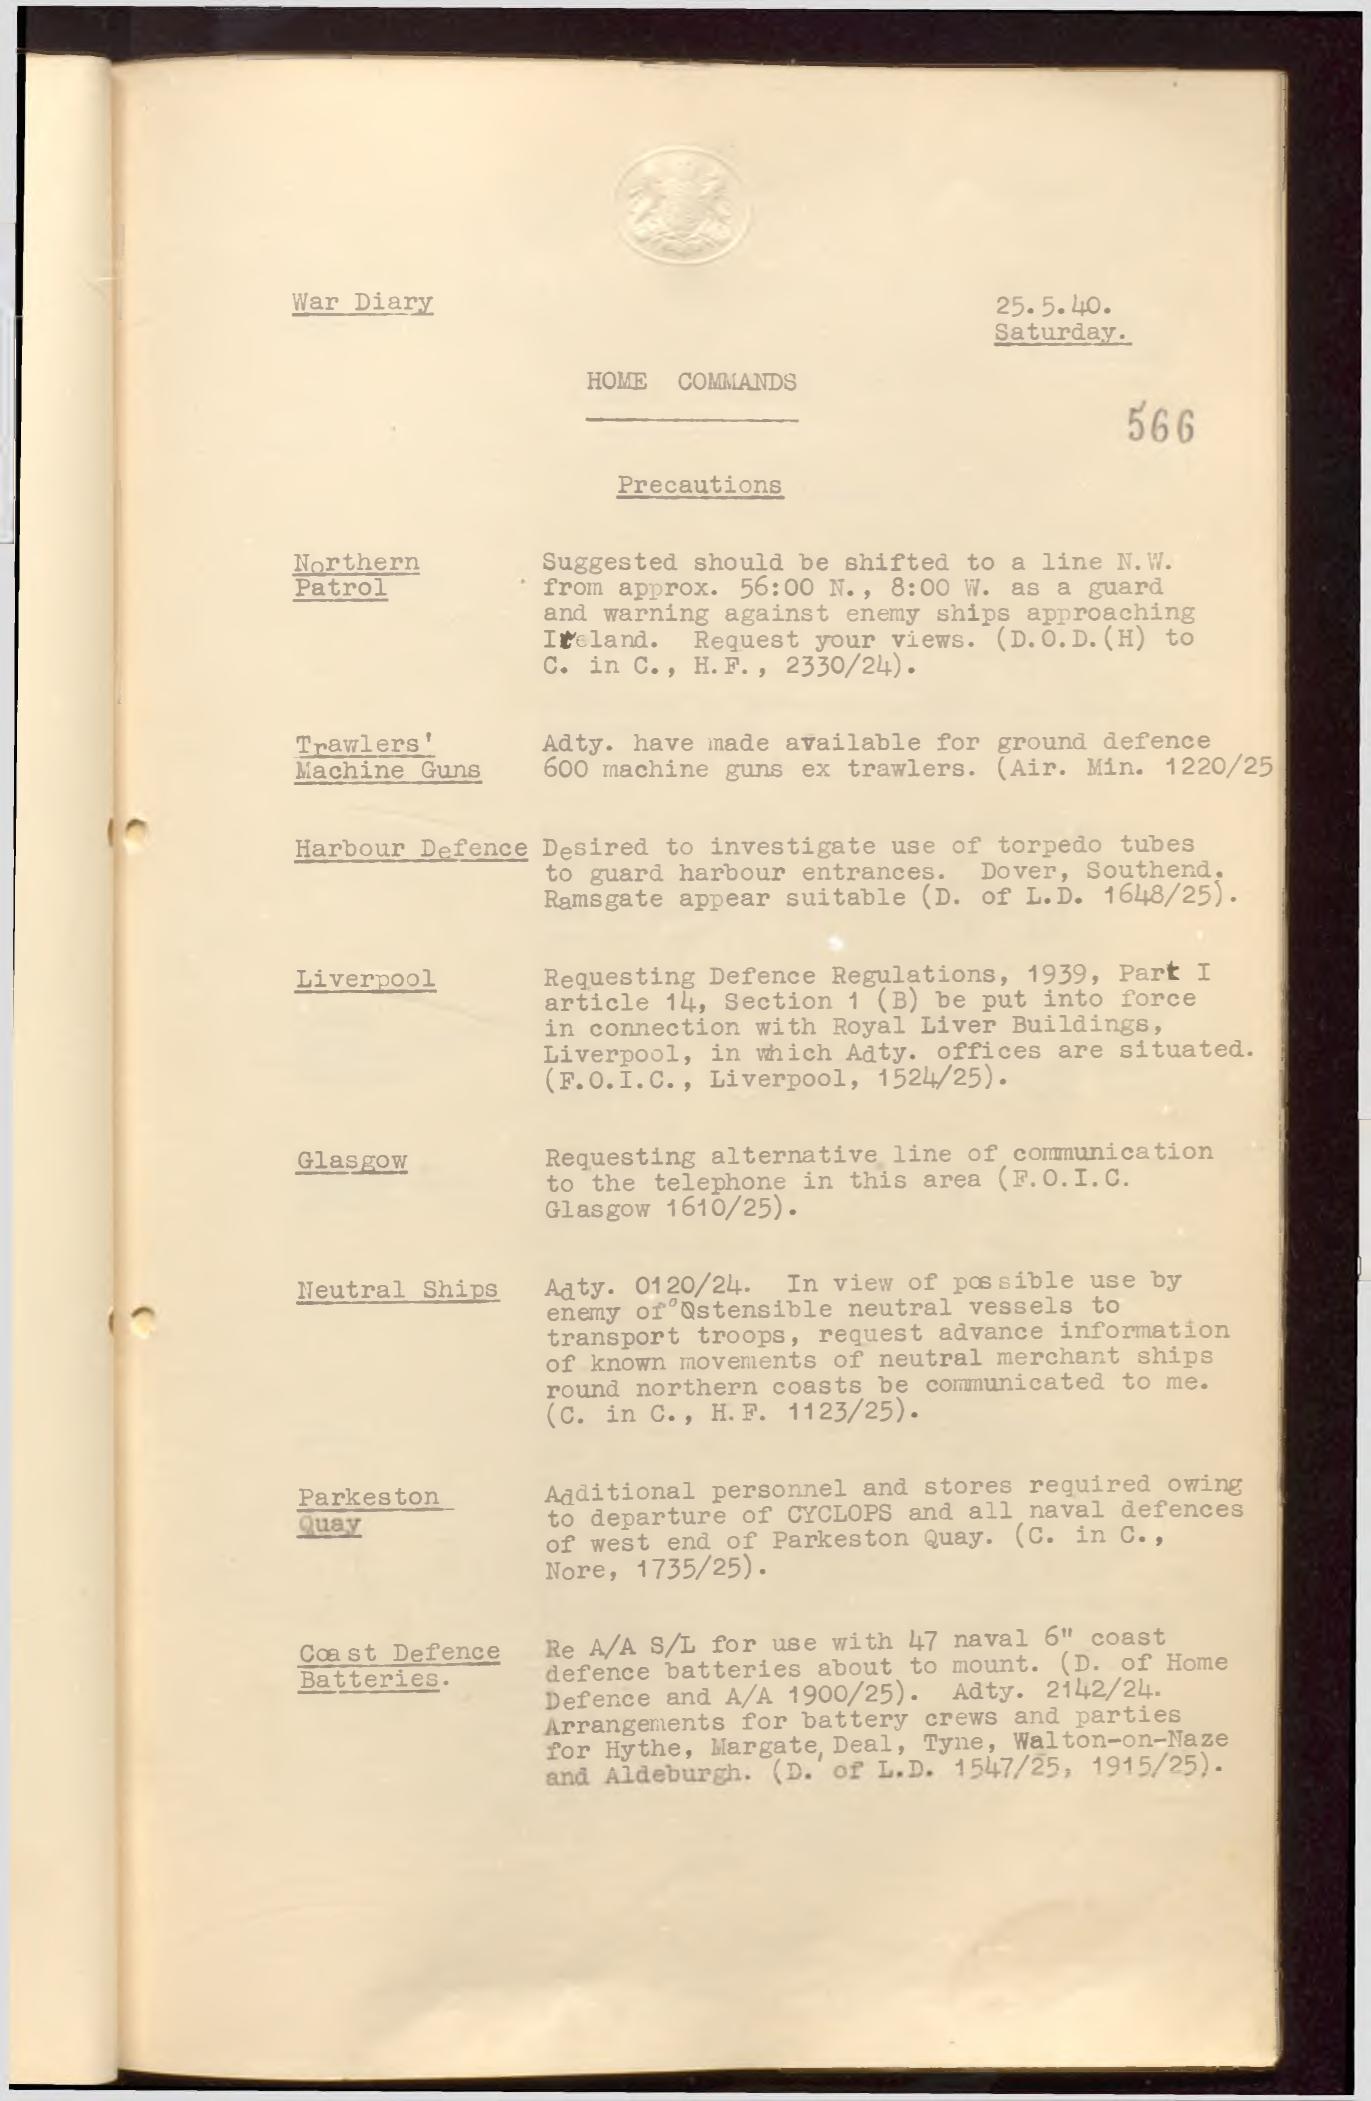 War Diary
25.5.40.
Saturday.
HOME COMMANDS
566
Precautions
Northern
Patrol
Suggested should be shifted to a line N.W.
from approx. 56:00 N., 8:00 W. as a guard
and warning against enemy ships approaching
Ireland. Request your views. (D.O.D.(H) to
C. in C., H.F., 2330/24).
Trawlers'
Machine Guns
Adty. have made available for ground defence
600 machine guns ex trawlers. (Air. Min. 1220/25
Harbour Defence
Desired to investigate use of torpedo tubes
to guard harbour entrances. Dover, Southend,
Ramsgate appear suitable (D. of L.D. 1648/25).
Liverpool
Requesting Defence Regulations, 1939, Part I
article 14, Section 1 (B) be put into force
in connection with Royal Liver Buildings,
Liverpool, in which Adty. offices are situated.
(F.O.I.C., Liverpool, 1524/25).
Glasgow
Requesting alternative line of communication
to the telephone in this area (F.O.I.C.
Glasgow 1610/25).
Neutral Ships
Adty. 0120/24. In view of possible use by
enemy of ostensible neutral vessels to
transport troops, request advance information
of known movements of neutral merchant ships
round northern coasts be communicated to me.
(C. in C., H.F. 1123/25).
Parkeston
Quay
Additional personnel and stores required owing
to departure of CYCLOPS and all naval defences
of west end of Parkeston Quay. (C. in C.,
Nore, 1735/25).
Coast Defence
Batteries.
Re A/A S/L for use with 47 naval 6" coast
defence batteries about to mount. (D. of Home
Defence and A/A 1900/25). Adty. 2142/24.
Arrangements for battery crews and parties
for Hythe, Margate, Deal, Tyne, Walton-on-Naze
and Aldeburgh. (D. of L.D. 1547/25, 1915/25).